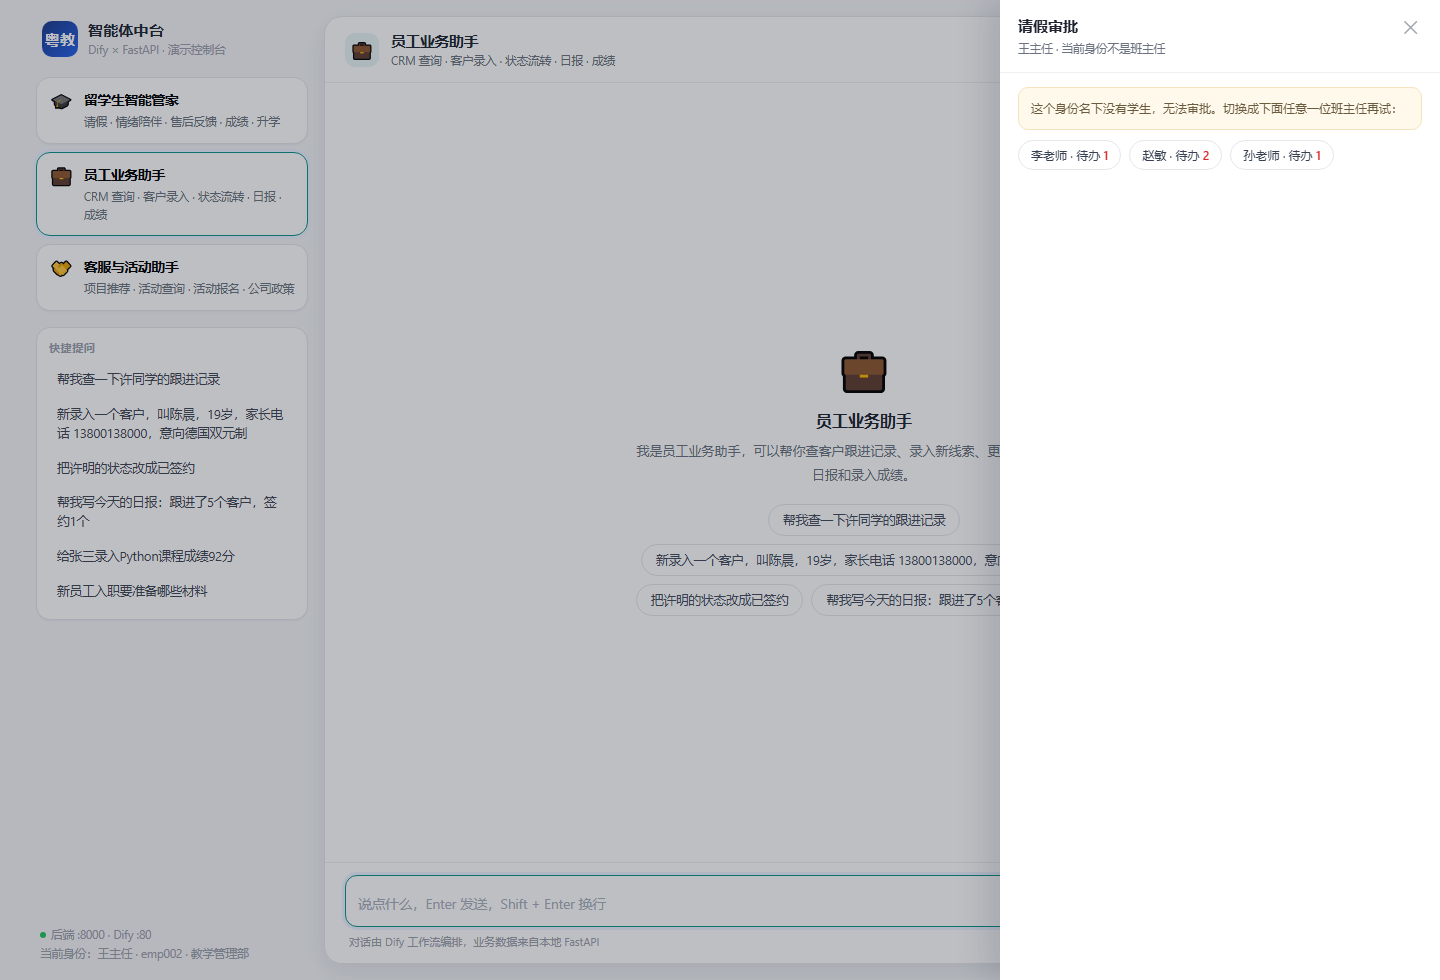 粤教
智能体中台
Dify × FastAPI · 演示控制台
留学生智能管家
请假 · 情绪陪伴 · 售后反馈 · 成绩 · 升学
员工业务助手
CRM 查询 · 客户录入 · 状态流转 · 日报 ·
成绩
客服与活动助手
项目推荐 · 活动查询 · 活动报名 · 公司政策
快捷提问
帮我查一下许同学的跟进记录
新录入一个客户，叫陈晨，19岁，家长电
话 13800138000，意向德国双元制
把许明的状态改成已签约
帮我写今天的日报：跟进了5个客户，签
约1个
给张三录入Python课程成绩92分
新员工入职要准备哪些材料
后端 :8000 · Dify :80
当前身份：王主任 · emp002 · 教学管理部
员工业务助手
CRM 查询 · 客户录入 · 状态流转 · 日报 · 成绩
员工业务助手
我是员工业务助手，可以帮你查客户跟进记录、录入新线索、更
日报和录入成绩。
帮我查一下许同学的跟进记录
新录入一个客户，叫陈晨，19岁，家长电话 13800138000，意
把许明的状态改成已签约
帮我写今天的日报：跟进了5个
说点什么，Enter 发送，Shift + Enter 换行
对话由 Dify 工作流编排，业务数据来自本地 FastAPI
请假审批
王主任 · 当前身份不是班主任
这个身份名下没有学生，无法审批。切换成下面任意一位班主任再试：
李老师 · 待办 1
赵敏 · 待办 2
孙老师 · 待办 1